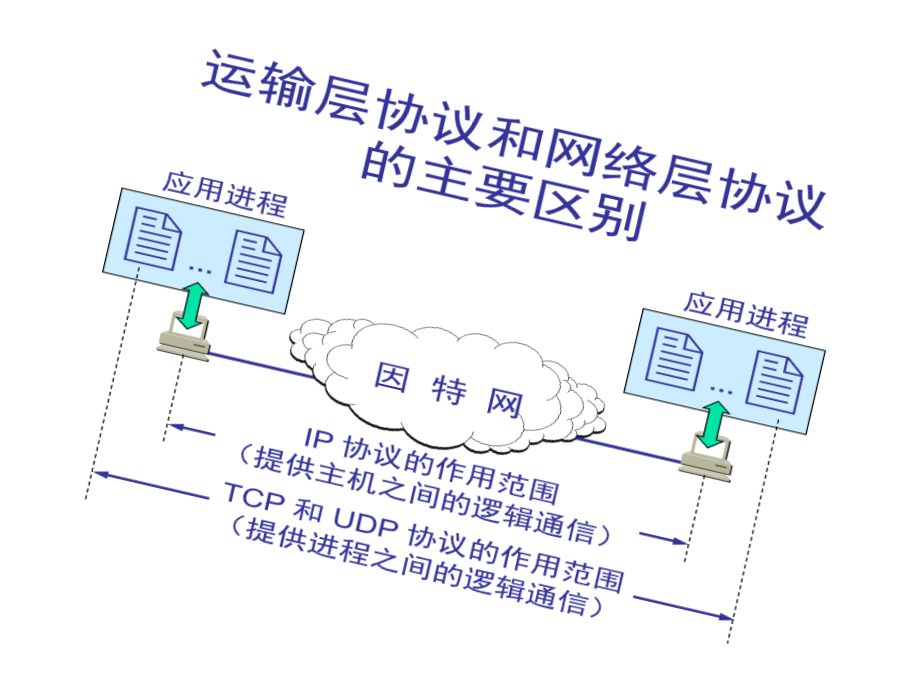 运输层协议和网络层协议
的主要区别
应用进程
…
应用进程
…
因 特 网
IP 协议的作用范围
（提供主机之间的逻辑通信）
TCP 和 UDP 协议的作用范围
（提供进程之间的逻辑通信）